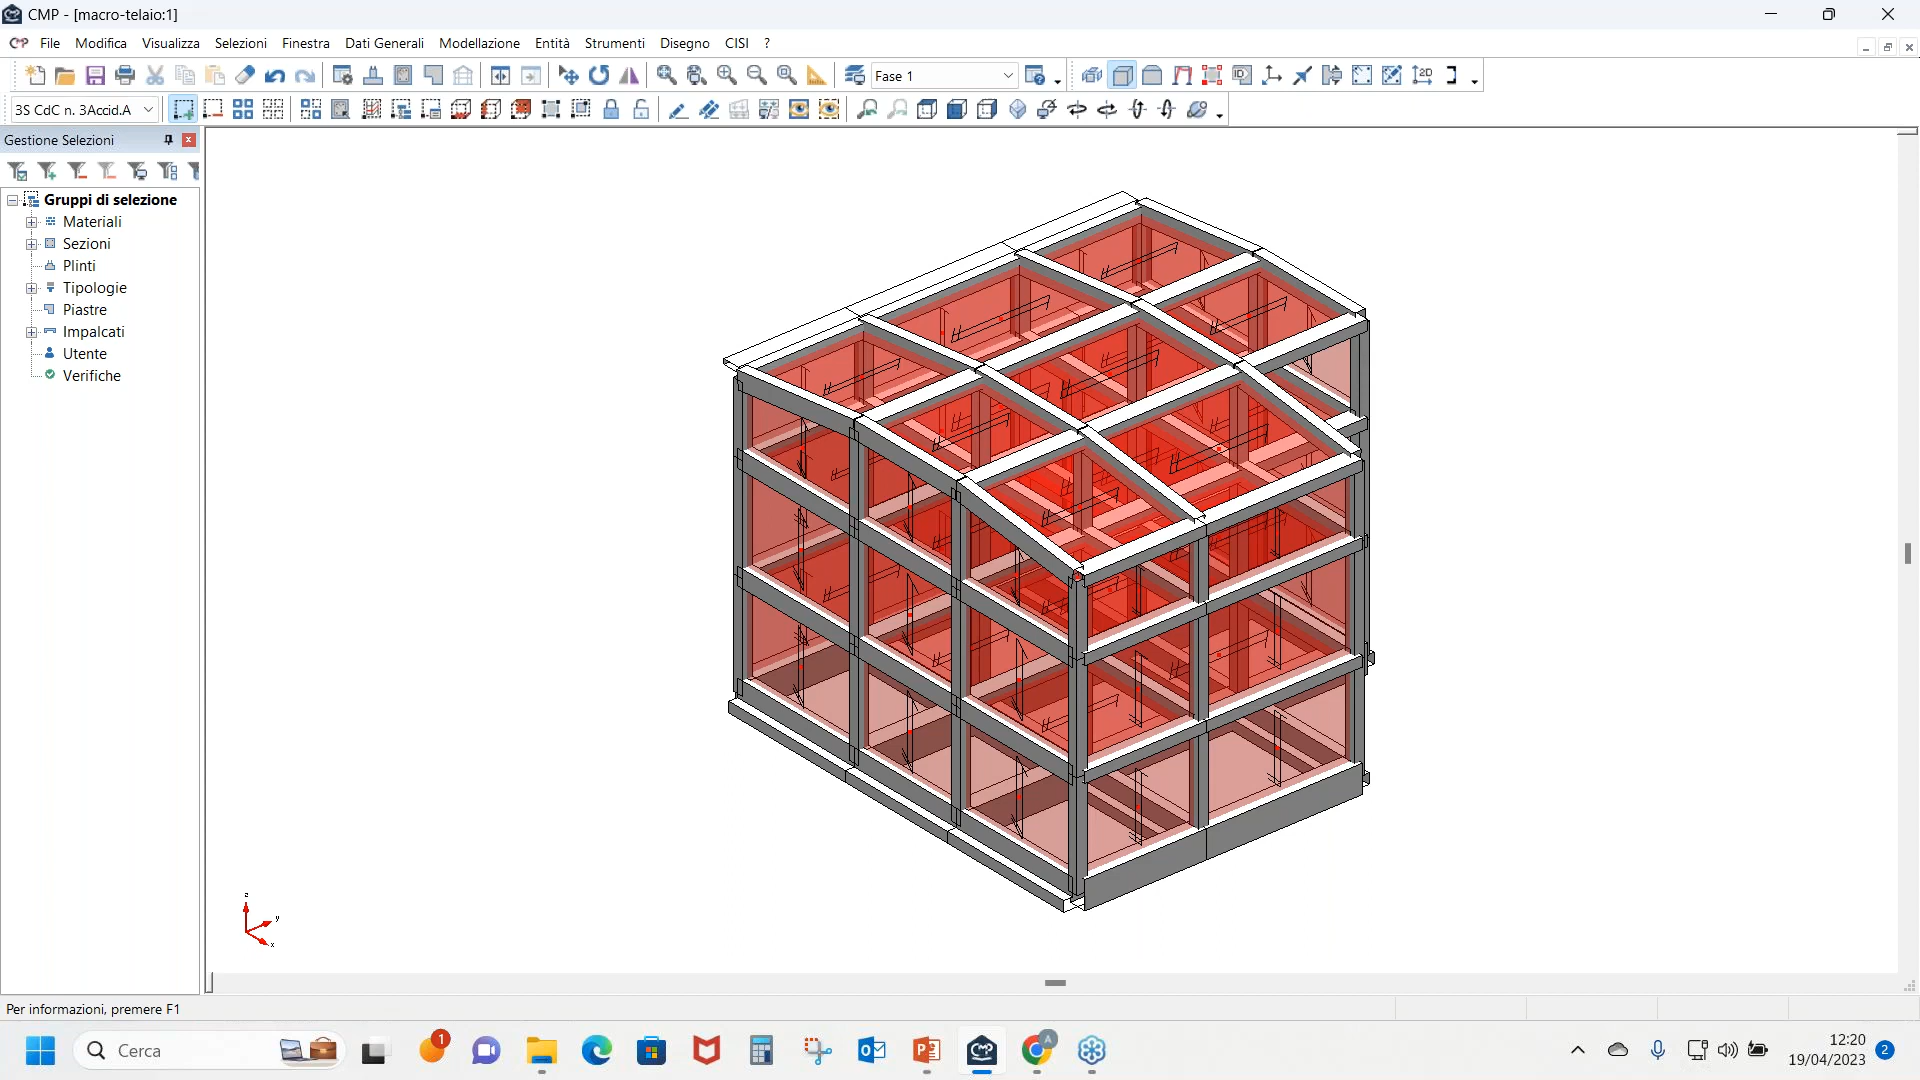 CMP - [macro-telaio:1]
File Modifica Visualizza Selezioni Finestra Dati Generali Modellazione Entità Strumenti Disegno CISI ?
Fase 1
3S CdC n. 3Accid.A
Gestione Selezioni
Gruppi di selezione
Materiali
Sezioni
Plinti
Tipologie
Piastre
Impalcati
Utente
Verifiche
z
y
x
Per informazioni, premere F1
Cerca
1
A
12:20
19/04/2023
2